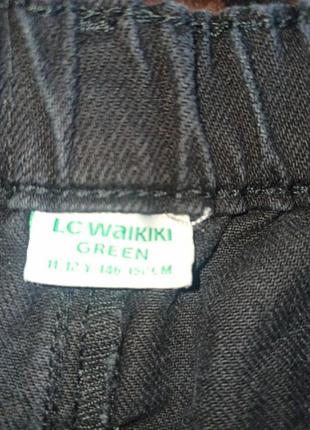 LC WAIKIKI
GREEN
11-12 Y. 146-152 CM